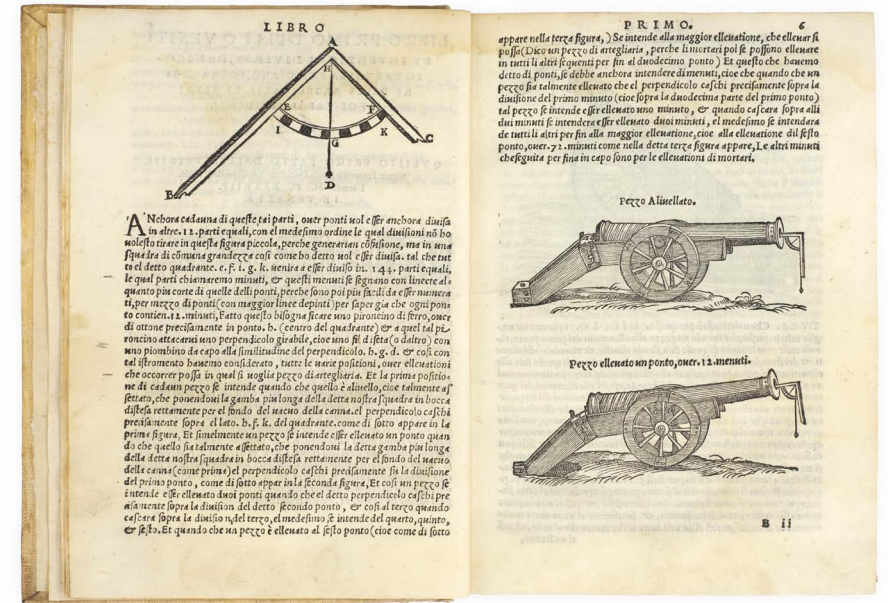 LIBRO
A
H
E
F
I
K
G
C
B
D
ANchora cadauna di queste tai parti, ouer ponti uol esser anchora diuisa
in altre .12. parti equali, con el medesimo ordine le qual diuisioni nõ ho
uolesto tirare in questa figura piccola, perche generarian cõfusione, ma in una
squadra di cõmuna grandezza cosi come ho detto uol esser diuisa. tal che tut
to el detto quadrante. e. f. i. g. k. uenira a esser diuiso in. 144. parti equali,
le qual parti chiamaremo minuti, & questi minuti se segnano con lineete al=
quanto piu corte di quelle delli ponti, perche sono poi piu facili da esser numera
ti, per mezzo di ponti (con maggior linee depinti) per saper gia che ogni pon=
to contien .12. minuti, Fatto questo bisogna ficare uno pironcino di ferro, ouer
di ottone precisamente in ponto. h. (centro del quadrante) & a quel tal pi=
roncino attacarui uno perpendicolo girabile, cioe uno fil di seta (o daltro) con
uno piombino da capo alla similitudine del perpendicolo. h. g. d. & cosi con
tal istromento hauemo considerato, tutte le uarie positioni, ouer elleuationi
che occorrer possa in qual si uoglia pezzo di artegliaria. Et la prima positio=
ne di cadaun pezzo se intende quando che quello è aliuello, cioe talmente as=
settato, che ponendoui la gamba piu longa della detta nostra squadra in bocca
distesa rettamente per el fondo del uacuo della canna. el perpendicolo caschi
precisamente sopra el lato. h. f. k. del quadrante. come di sotto appare in la
prima figura, Et similmente un pezzo se intende esser elleuato un ponto quan
do che quello sia talmente assettato, che ponendoui la detta gamba piu longa
della detta nostra squadra in bocca distesa rettamente per el fondo del uacuo
della canna (come prima) el perpendicolo caschi precisamente su la diuisione
del primo ponto, come di sotto appar in la seconda figura, Et cosi un pezzo se
intende esser elleuato duoi ponti quando che el detto perpendicolo caschi pre
cisamente sopra la diuision del detto secondo ponto, & cosi al tertio quando
cascara sopra la diuision del terzo, el medesimo se intende del quarto, quinto,
& sesto. Et quando che un pezzo è elleuato al sesto ponto (cioe come di sotto
PRIMO. 6
appare nella terza figura,) Se intende alla maggior elleuatione, che elleuar si
possa (Dico un pezzo di artegliaria, perche li mortari poi se possono elleuare
in tutti li altri sequenti per fin al duodecimo ponto) Et questo che hauemo
detto di ponti, se debbe anchora intendere di menuti, cioe che quando che un
pezzo sia talmente elleuato che el perpendicolo caschi precisamente sopra la
diuisione del primo minuto (cioe sopra la duodecima parte del primo ponto)
tal pezzo se intende esser elleuato uno minuto, & quando cascara sopra alli
dui minuti se intendera esser elleuato duoi minuti, el medesimo se intendara
de tutti li altri per fin alla maggior elleuatione, cioe alla elleuatione dil sesto
ponto, ouer. 72. minuti come nella detta terza figura appare, Le altri minuti
che seguita per fina in capo sono per le elleuationi di mortari.
Pezzo Aliuellato.
Pezzo elleuato un ponto, ouer. 12. menuti.
B ii